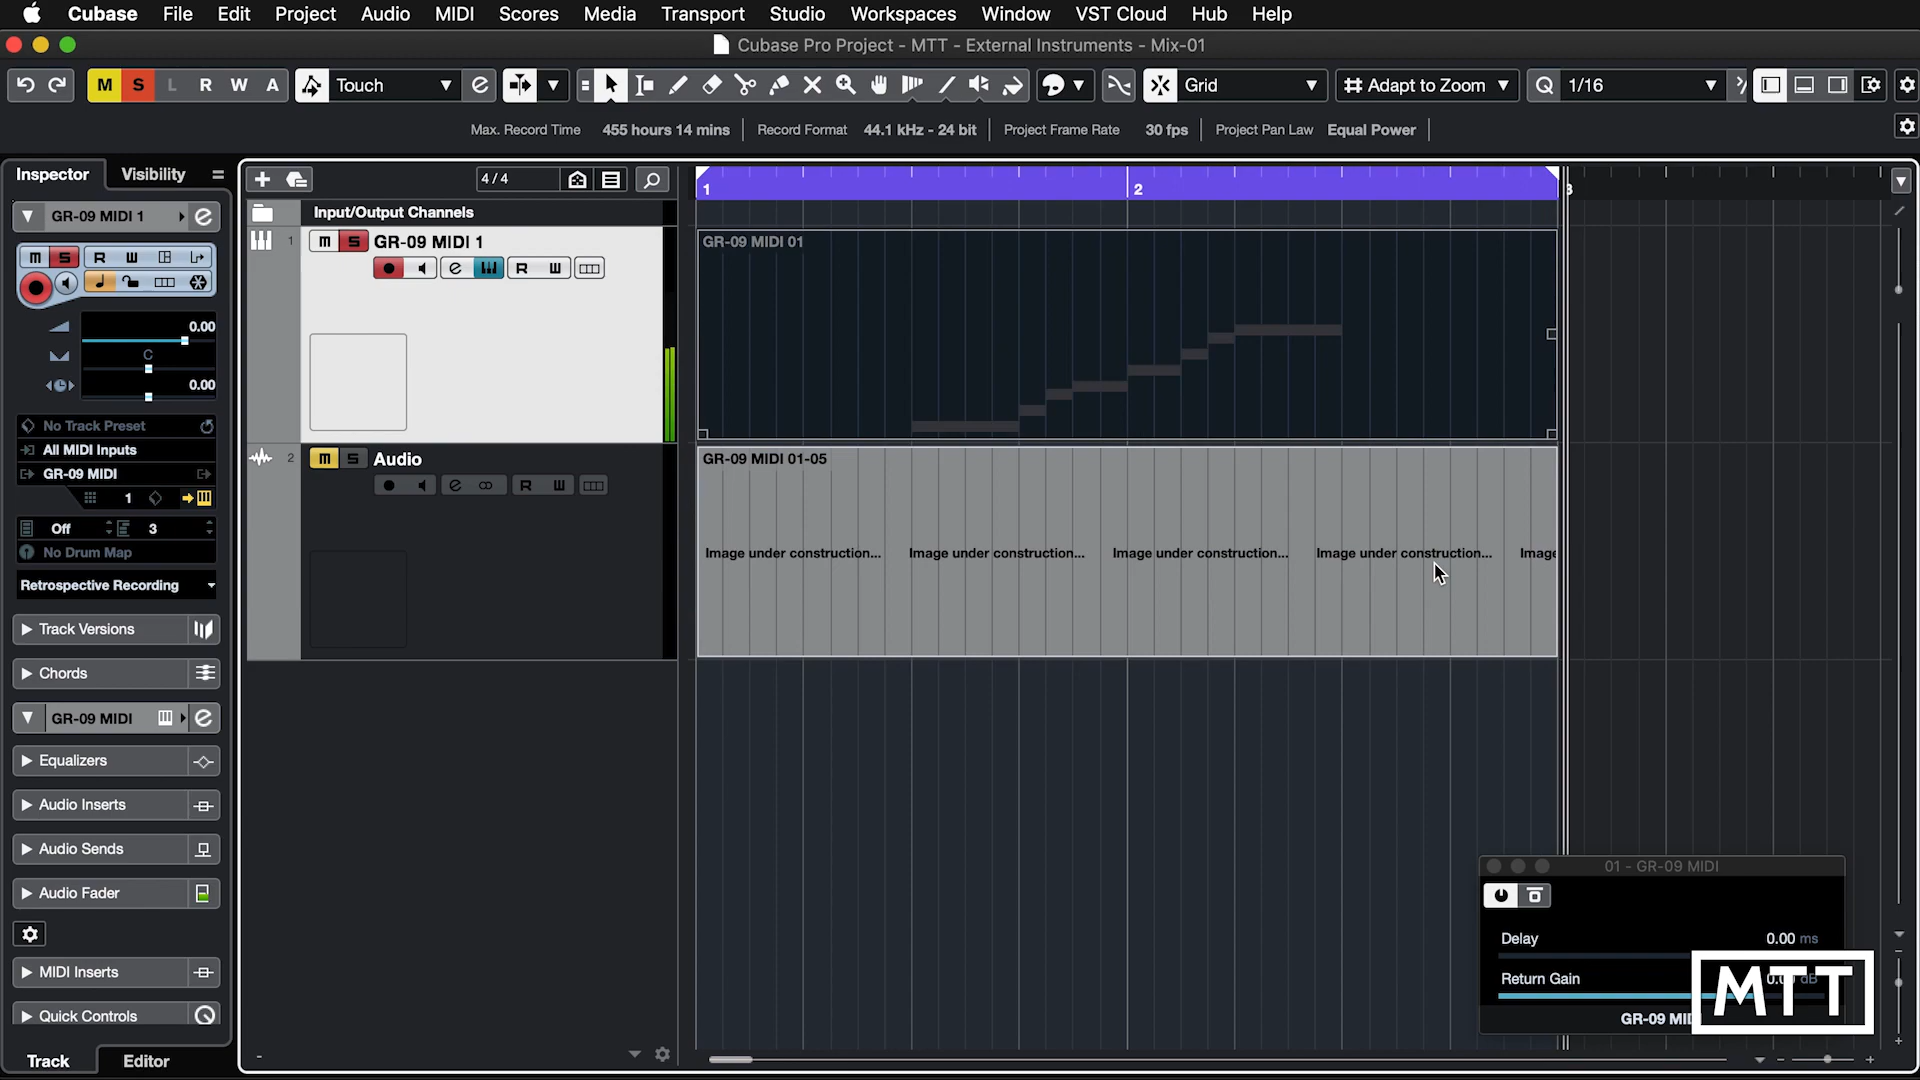 Cubase File Edit Project Audio MIDI Scores Media Transport Studio Workspaces Window VST Cloud Hub Help
Cubase Pro Project - MTT - External Instruments - Mix-01
M S L R W A Touch e Grid Adapt to Zoom Q 1/16
Max. Record Time 455 hours 14 mins Record Format 44.1 kHz - 24 bit Project Frame Rate 30 fps Project Pan Law Equal Power
Inspector Visibility
4/4
1 2 3
GR-09 MIDI 1 e
Input/Output Channels
1 m S GR-09 MIDI 1
GR-09 MIDI 01
m S R W
e R W
0.00
C
0.00
No Track Preset
All MIDI Inputs
GR-09 MIDI
1
Off 3
No Drum Map
Retrospective Recording
2 m S Audio
GR-09 MIDI 01-05
e R W
Image under construction... Image under construction... Image under construction... Image under construction... Image
Track Versions
Chords
GR-09 MIDI e
Equalizers
Audio Inserts
Audio Sends
Audio Fader
MIDI Inserts
Quick Controls
Track Editor
-
01 - GR-09 MIDI
Delay 0.00 ms
Return Gain dB
GR-09 MIDI
MTT